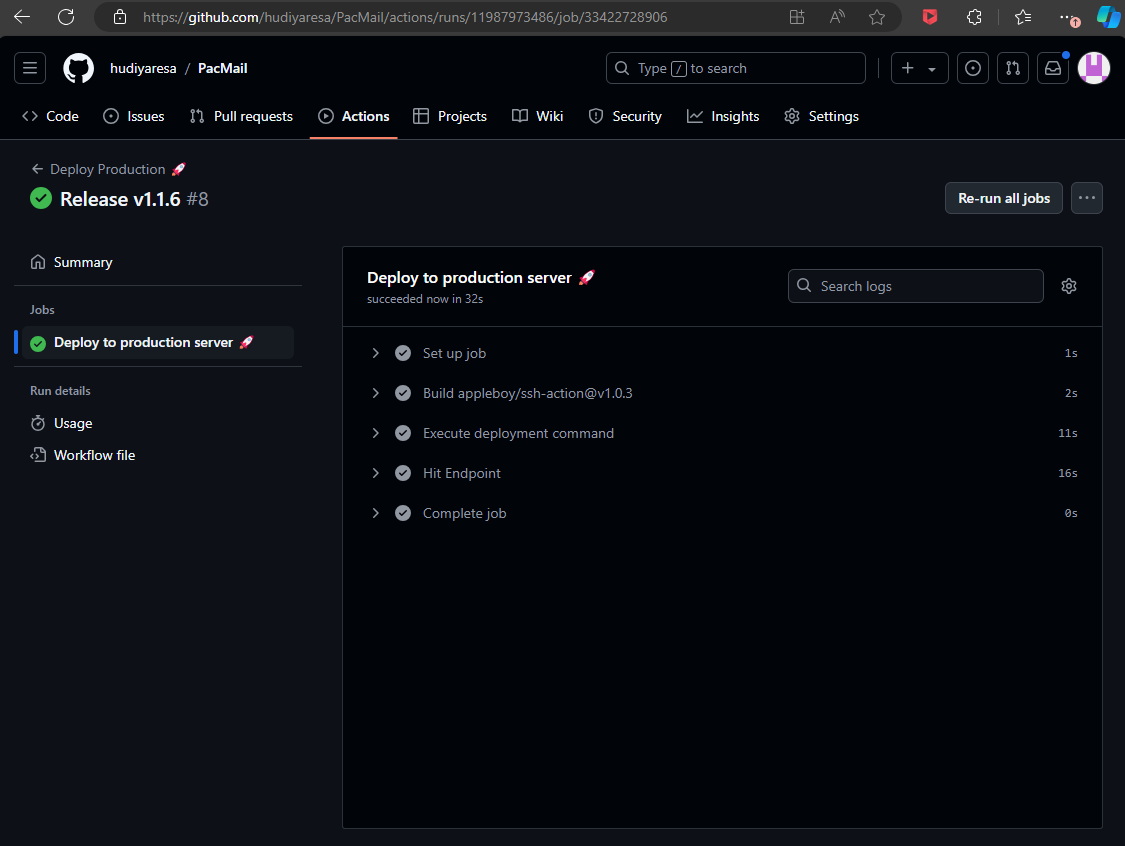 https://github.com/hudiyaresa/PacMail/actions/runs/11987973486/job/33422728906
hudiyaresa / PacMail
Type / to search
Code Issues Pull requests Actions Projects Wiki Security Insights Settings
Deploy Production 🚀
Release v1.1.6 #8
Re-run all jobs
Summary
Jobs
Deploy to production server 🚀
Run details
Usage
Workflow file
Deploy to production server 🚀
succeeded now in 32s
Search logs
Set up job 1s
Build appleboy/ssh-action@v1.0.3 2s
Execute deployment command 11s
Hit Endpoint 16s
Complete job 0s